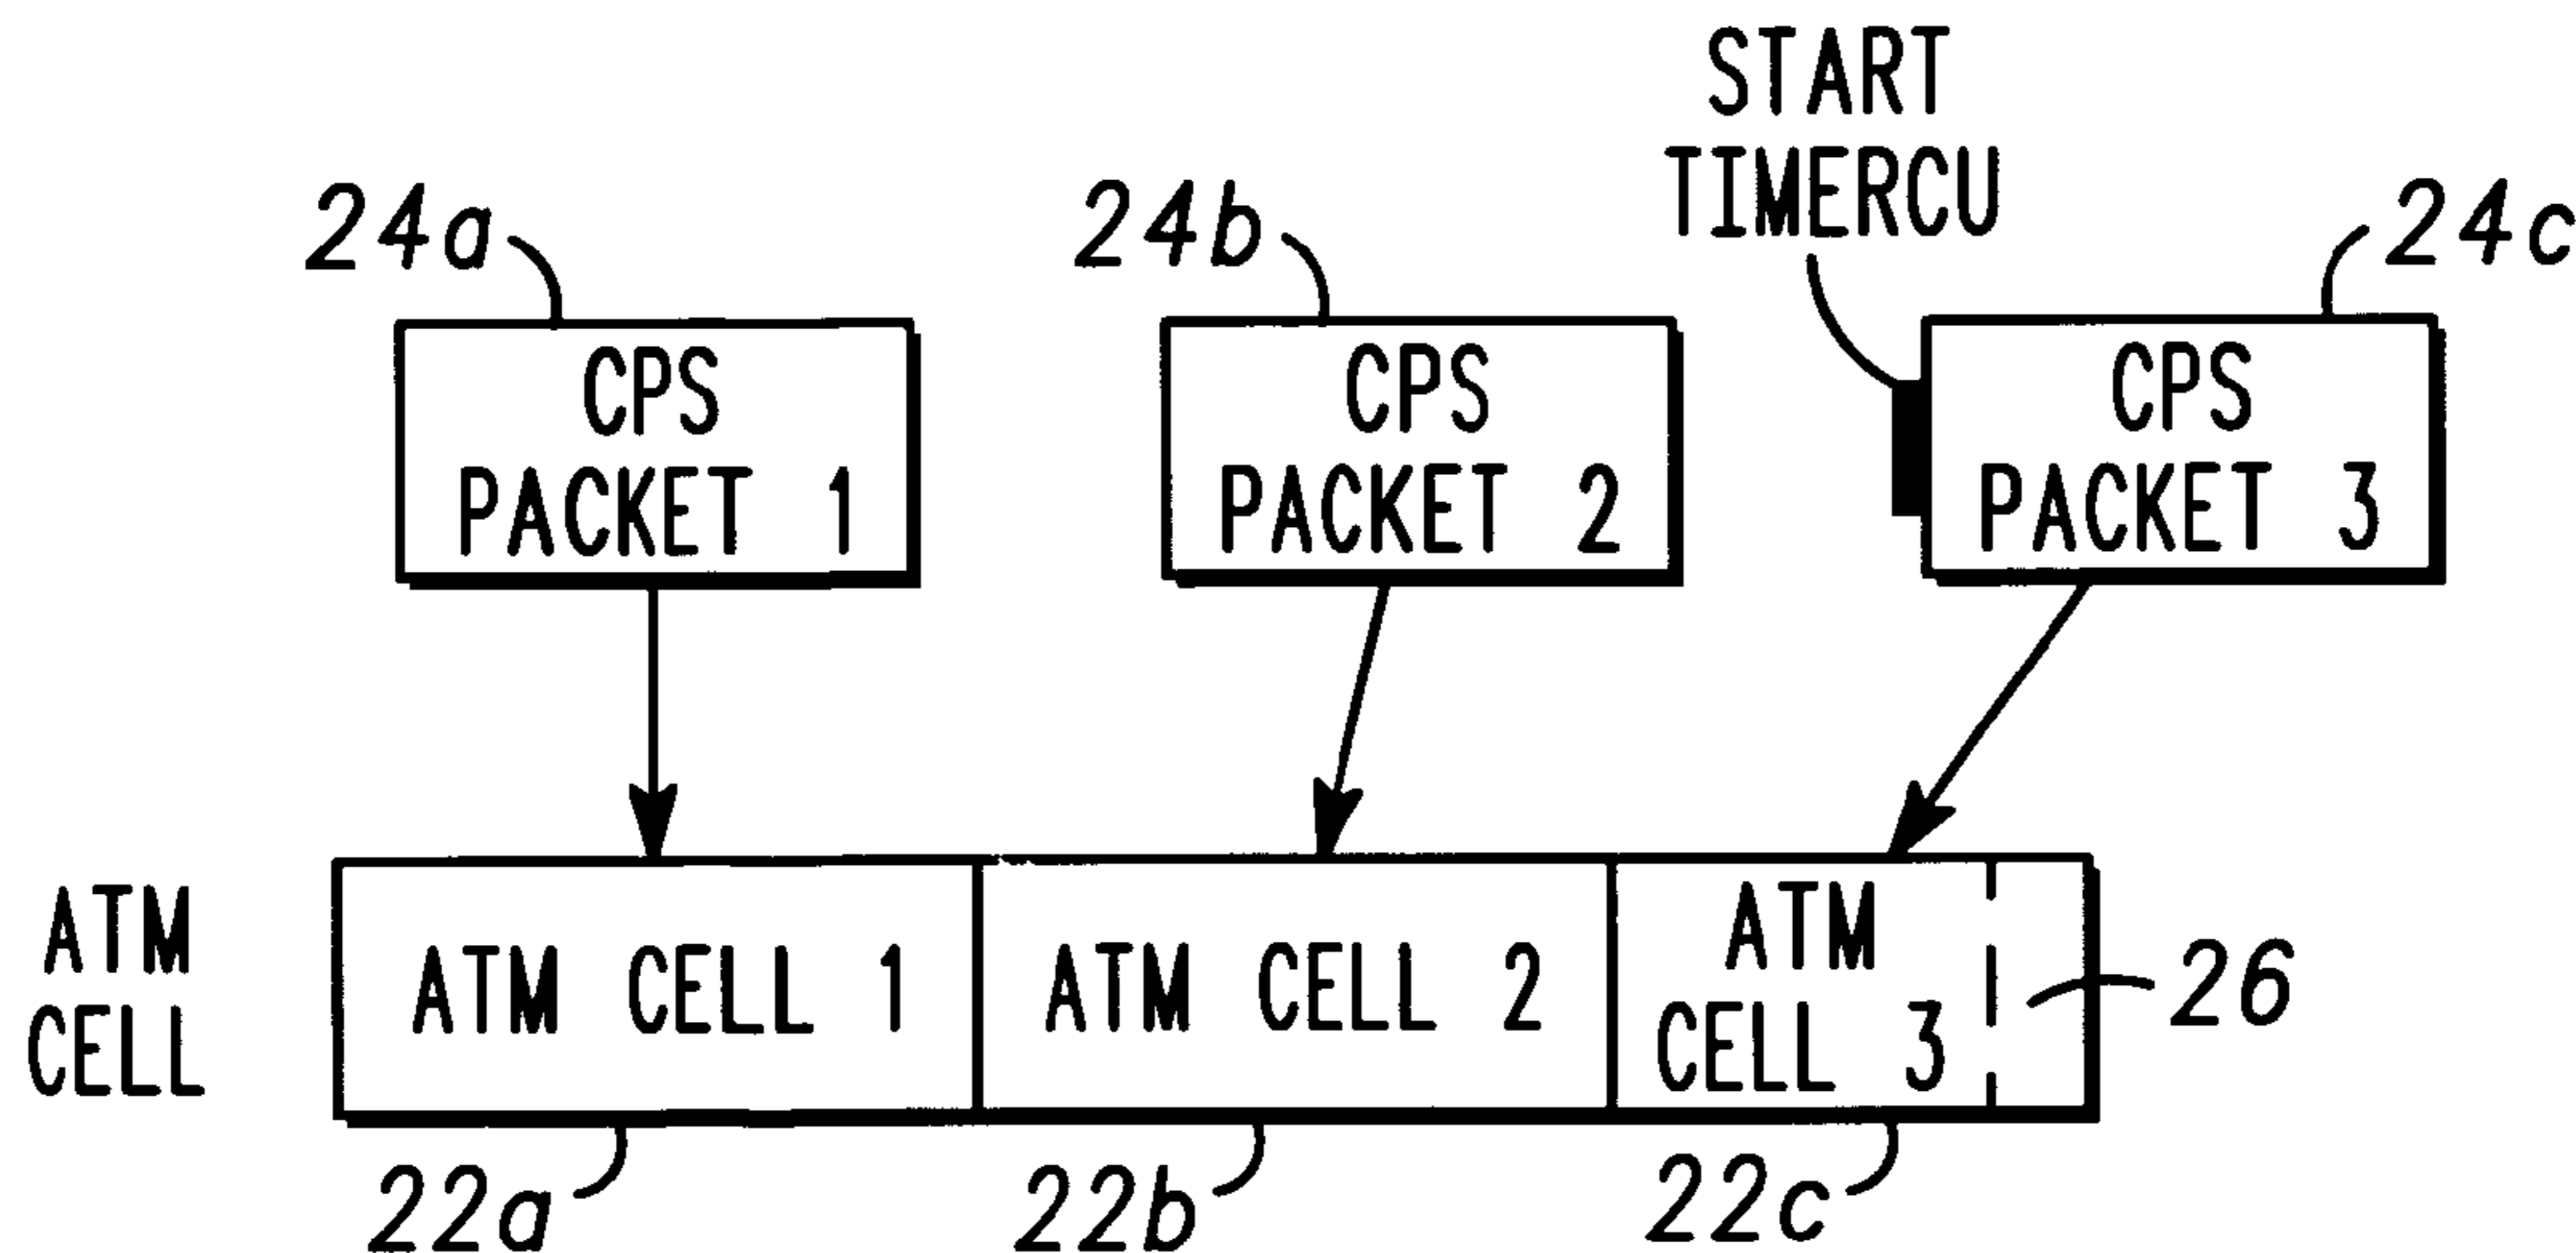 START
TIMERCU
24a
24b
24c
CPS
PACKET 1
CPS
PACKET 2
CPS
PACKET 3
ATM
CELL
ATM CELL 1
ATM CELL 2
ATM
CELL 3
26
22a
22b
22c